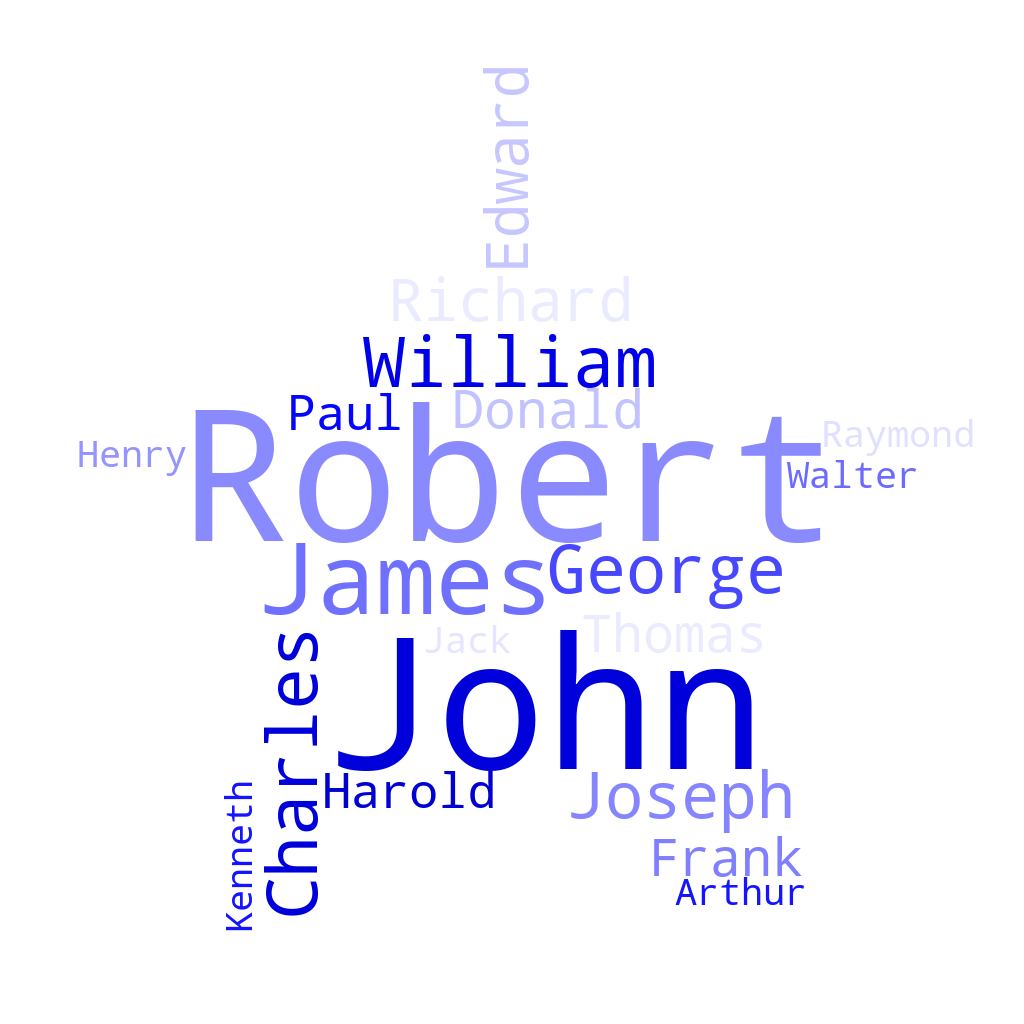 Edward
Richard
William
Donald
Paul
Robert
Raymond
Henry
Walter
James
George
Thomas
Jack
John
Charles
Harold
Joseph
Kenneth
Frank
Arthur